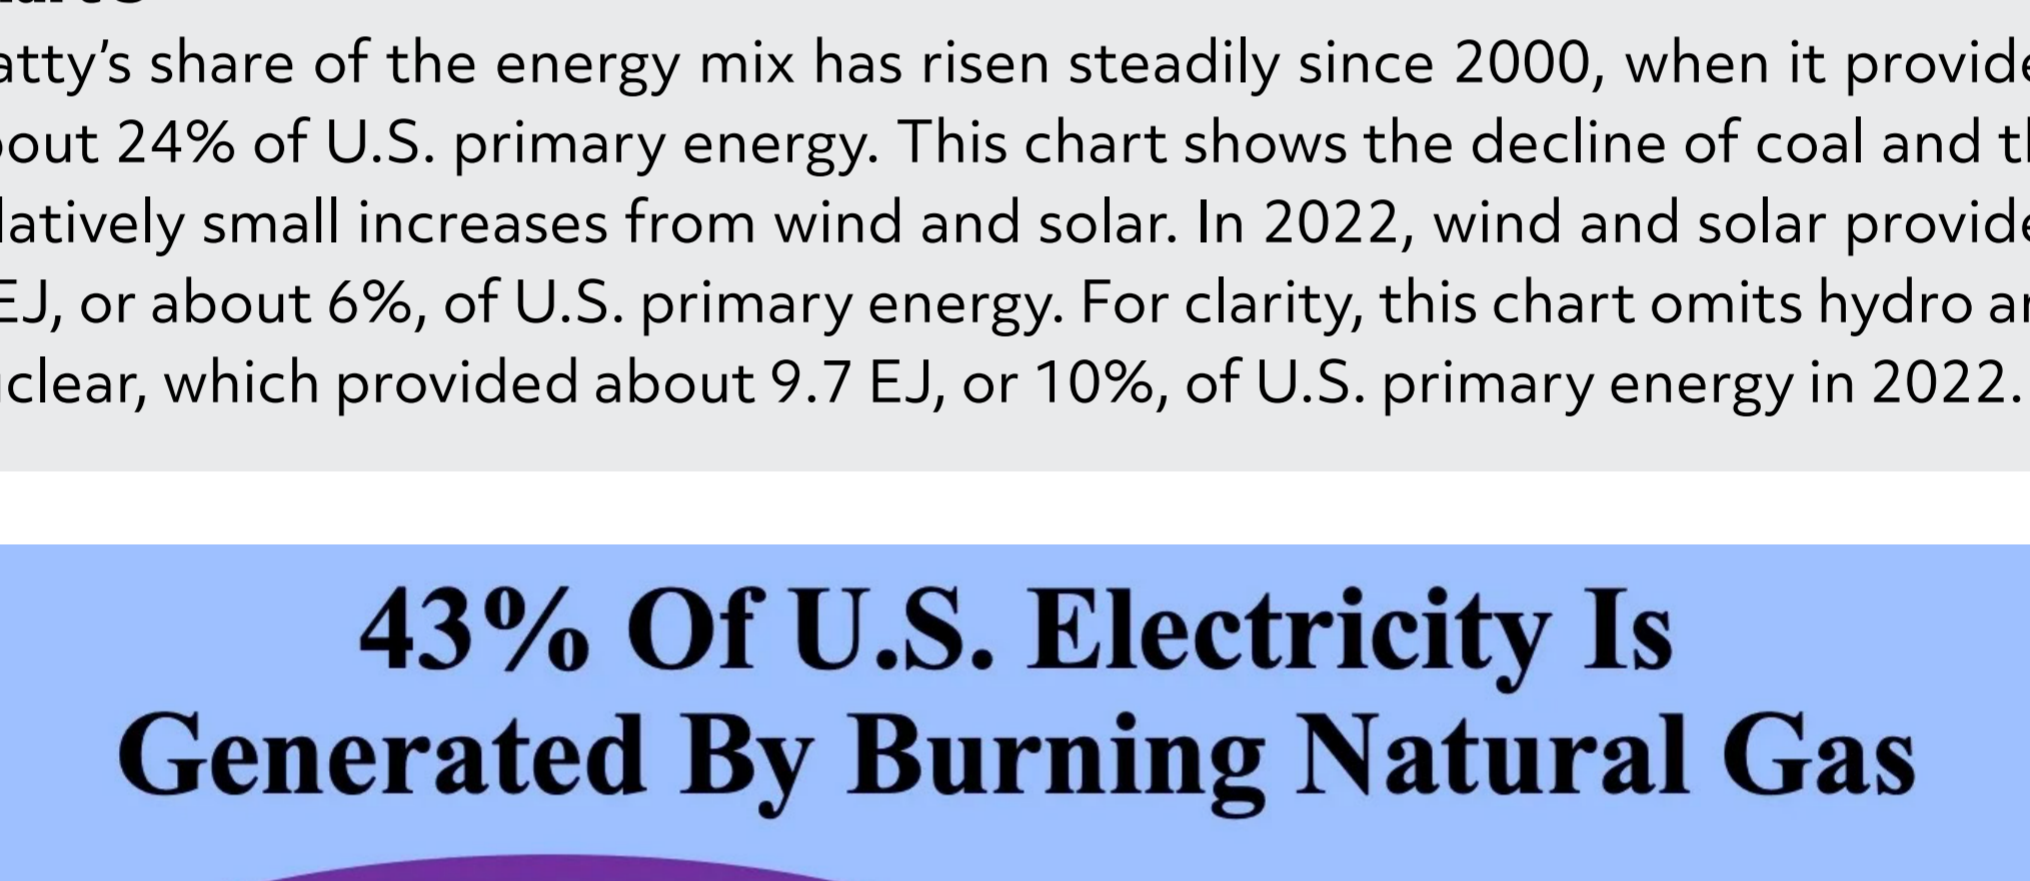 atty’s share of the energy mix has risen steadily since 2000, when it provide
out 24% of U.S. primary energy. This chart shows the decline of coal and th
latively small increases from wind and solar. In 2022, wind and solar provide
EJ, or about 6%, of U.S. primary energy. For clarity, this chart omits hydro an
clear, which provided about 9.7 EJ, or 10%, of U.S. primary energy in 2022.
43% Of U.S. Electricity Is
Generated By Burning Natural Gas